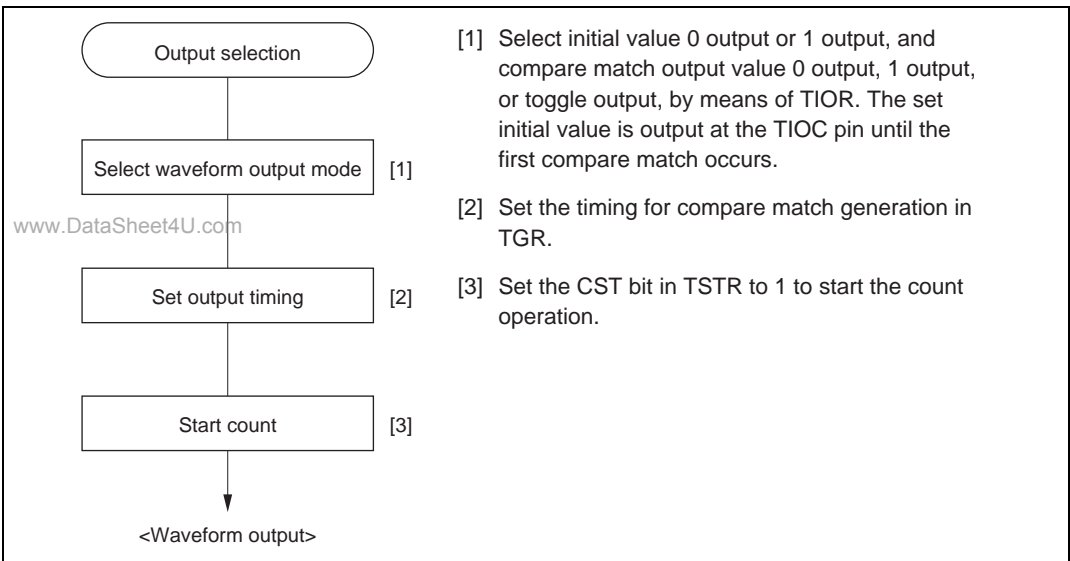 Output selection
Select waveform output mode [1]
www.DataSheet4U.com
Set output timing [2]
Start count [3]
<Waveform output>
[1] Select initial value 0 output or 1 output, and
compare match output value 0 output, 1 output,
or toggle output, by means of TIOR. The set
initial value is output at the TIOC pin until the
first compare match occurs.
[2] Set the timing for compare match generation in
TGR.
[3] Set the CST bit in TSTR to 1 to start the count
operation.